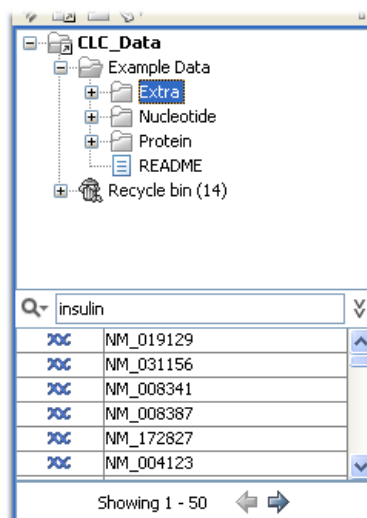 CLC_Data
Example Data
Extra
Nucleotide
Protein
README
Recycle bin (14)
insulin
NM_019129
NM_031156
NM_008341
NM_008387
NM_172827
NM_004123
Showing 1 - 50